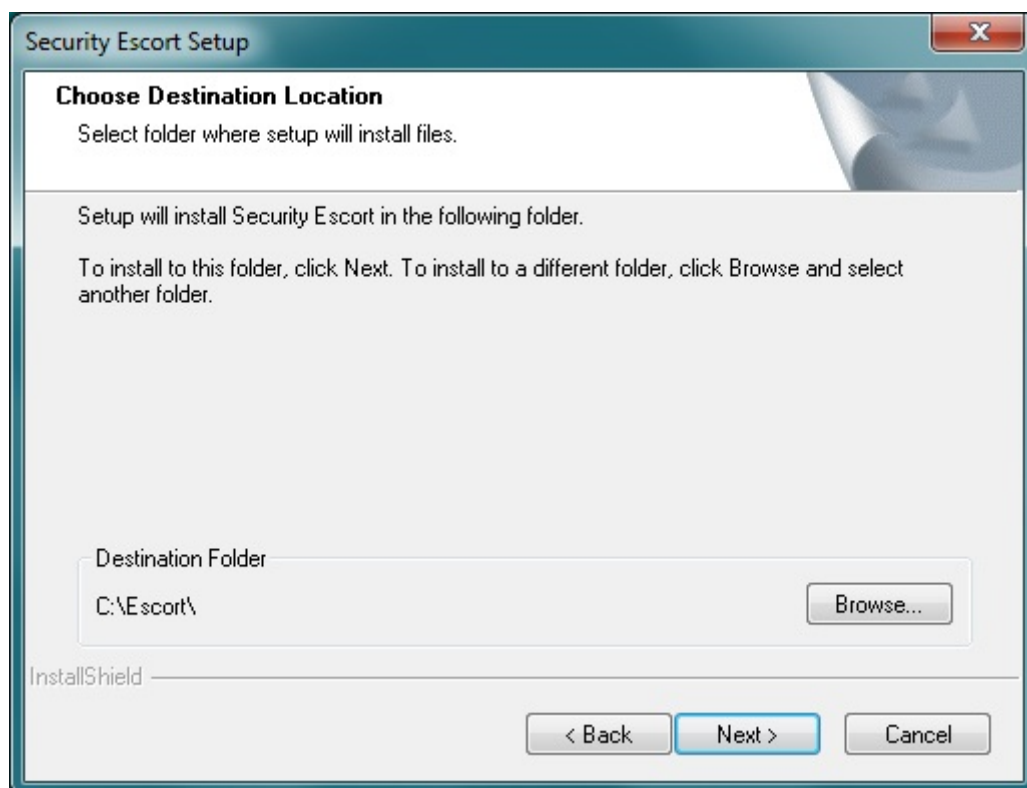 Security Escort Setup
Choose Destination Location
Select folder where setup will install files.
Setup will install Security Escort in the following folder.
To install to this folder, click Next. To install to a different folder, click Browse and select
another folder.
Destination Folder
C:\Escort\
Browse...
InstallShield
< Back
Next >
Cancel